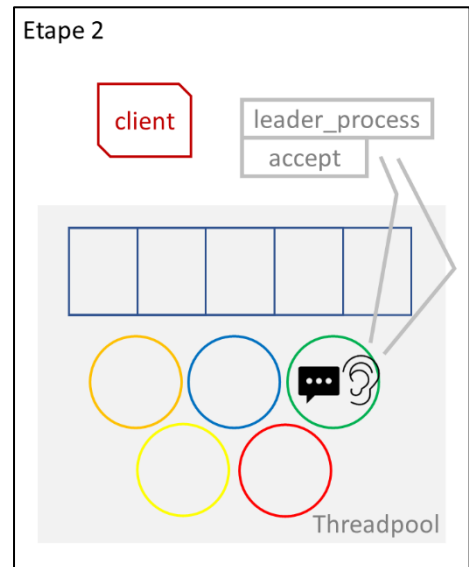 Etape 2
client
leader_process
accept
Threadpool